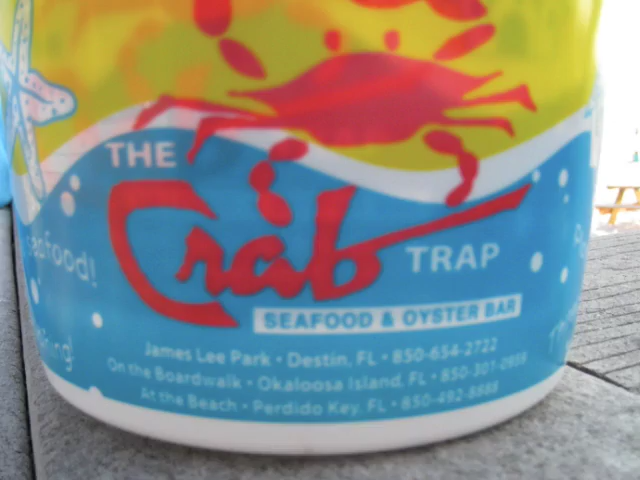 THE
Crab
TRAP
SEAFOOD & OYSTER BAR
seafood!
James Lee Park • Destin, FL • 850-654-2722
On the Boardwalk • Okaloosa Island, FL • 850-301-0959
At the Beach • Perdido Key, FL • 850-492-8888